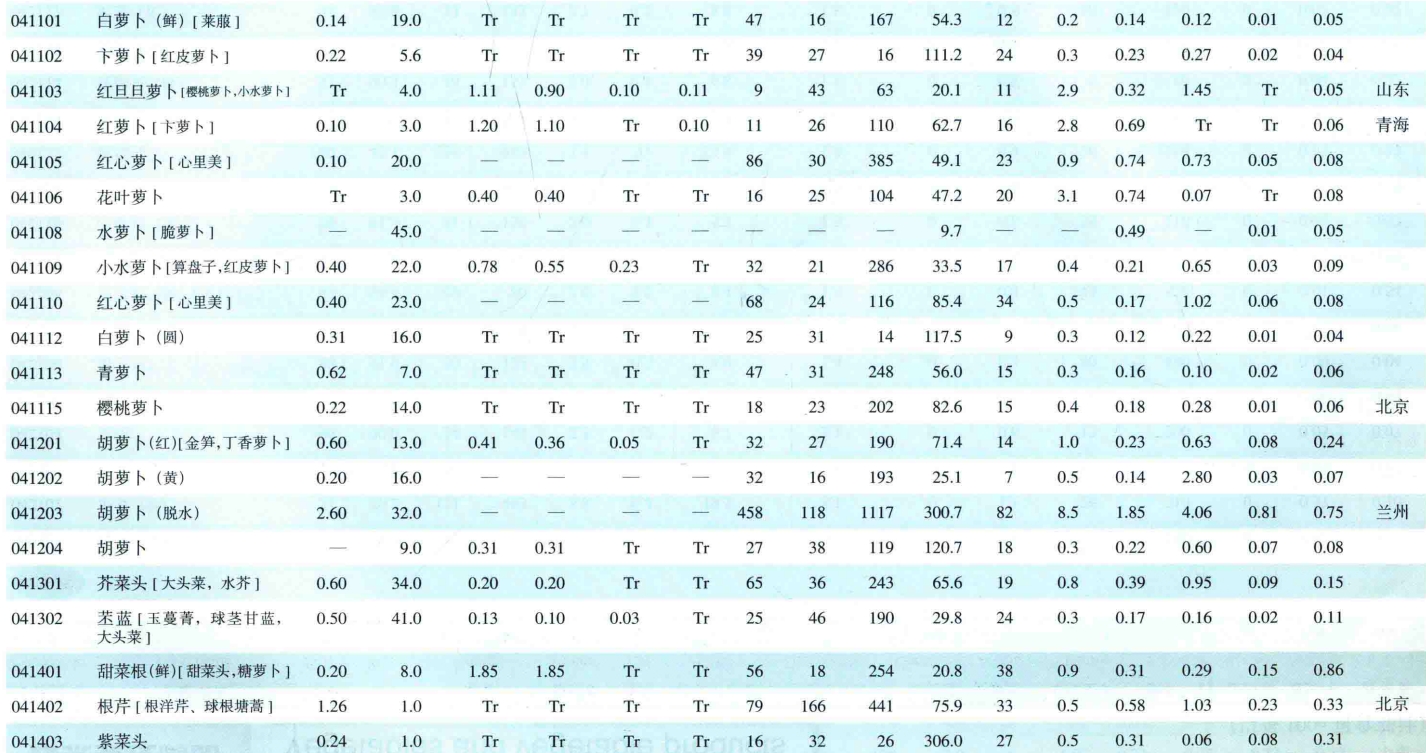 041101 白萝卜（鲜）[莱菔] 0.14 19.0 Tr Tr Tr Tr 47 16 167 54.3 12 0.2 0.14 0.12 0.01 0.05
041102 卞萝卜[红皮萝卜] 0.22 5.6 Tr Tr Tr Tr 39 27 16 111.2 24 0.3 0.23 0.27 0.02 0.04
041103 红旦旦萝卜[樱桃萝卜,小水萝卜] Tr 4.0 1.11 0.90 0.10 0.11 9 43 63 20.1 11 2.9 0.32 1.45 Tr 0.05 山东
041104 红萝卜[卞萝卜] 0.10 3.0 1.20 1.10 Tr 0.10 11 26 110 62.7 16 2.8 0.69 Tr Tr 0.06 青海
041105 红心萝卜[心里美] 0.10 20.0 — — — — 86 30 385 49.1 23 0.9 0.74 0.73 0.05 0.08
041106 花叶萝卜 Tr 3.0 0.40 0.40 Tr Tr 16 25 104 47.2 20 3.1 0.74 0.07 Tr 0.08
041108 水萝卜[脆萝卜] — 45.0 — — — — — — — 9.7 — — 0.49 — 0.01 0.05
041109 小水萝卜[算盘子,红皮萝卜] 0.40 22.0 0.78 0.55 0.23 Tr 32 21 286 33.5 17 0.4 0.21 0.65 0.03 0.09
041110 红心萝卜[心里美] 0.40 23.0 — — — — 68 24 116 85.4 34 0.5 0.17 1.02 0.06 0.08
041112 白萝卜（圆） 0.31 16.0 Tr Tr Tr Tr 25 31 14 117.5 9 0.3 0.12 0.22 0.01 0.04
041113 青萝卜 0.62 7.0 Tr Tr Tr Tr 47 31 248 56.0 15 0.3 0.16 0.10 0.02 0.06
041115 樱桃萝卜 0.22 14.0 Tr Tr Tr Tr 18 23 202 82.6 15 0.4 0.18 0.28 0.01 0.06 北京
041201 胡萝卜(红)[金笋,丁香萝卜] 0.60 13.0 0.41 0.36 0.05 Tr 32 27 190 71.4 14 1.0 0.23 0.63 0.08 0.24
041202 胡萝卜（黄） 0.20 16.0 — — — — 32 16 193 25.1 7 0.5 0.14 2.80 0.03 0.07
041203 胡萝卜（脱水） 2.60 32.0 — — — — 458 118 1117 300.7 82 8.5 1.85 4.06 0.81 0.75 兰州
041204 胡萝卜 — 9.0 0.31 0.31 Tr Tr 27 38 119 120.7 18 0.3 0.22 0.60 0.07 0.08
041301 芥菜头[大头菜，水芥] 0.60 34.0 0.20 0.20 Tr Tr 65 36 243 65.6 19 0.8 0.39 0.95 0.09 0.15
041302 苤蓝[玉蔓菁，球茎甘蓝， 0.50 41.0 0.13 0.10 0.03 Tr 25 46 190 29.8 24 0.3 0.17 0.16 0.02 0.11
大头菜]
041401 甜菜根(鲜)[甜菜头,糖萝卜] 0.20 8.0 1.85 1.85 Tr Tr 56 18 254 20.8 38 0.9 0.31 0.29 0.15 0.86
041402 根芹[根洋芹、球根塘蒿] 1.26 1.0 Tr Tr Tr Tr 79 166 441 75.9 33 0.5 0.58 1.03 0.23 0.33 北京
041403 紫菜头 1.24 1.0 Tr Tr Tr Tr 16 32 26 306.0 27 0.5 0.31 0.06 0.08 0.31